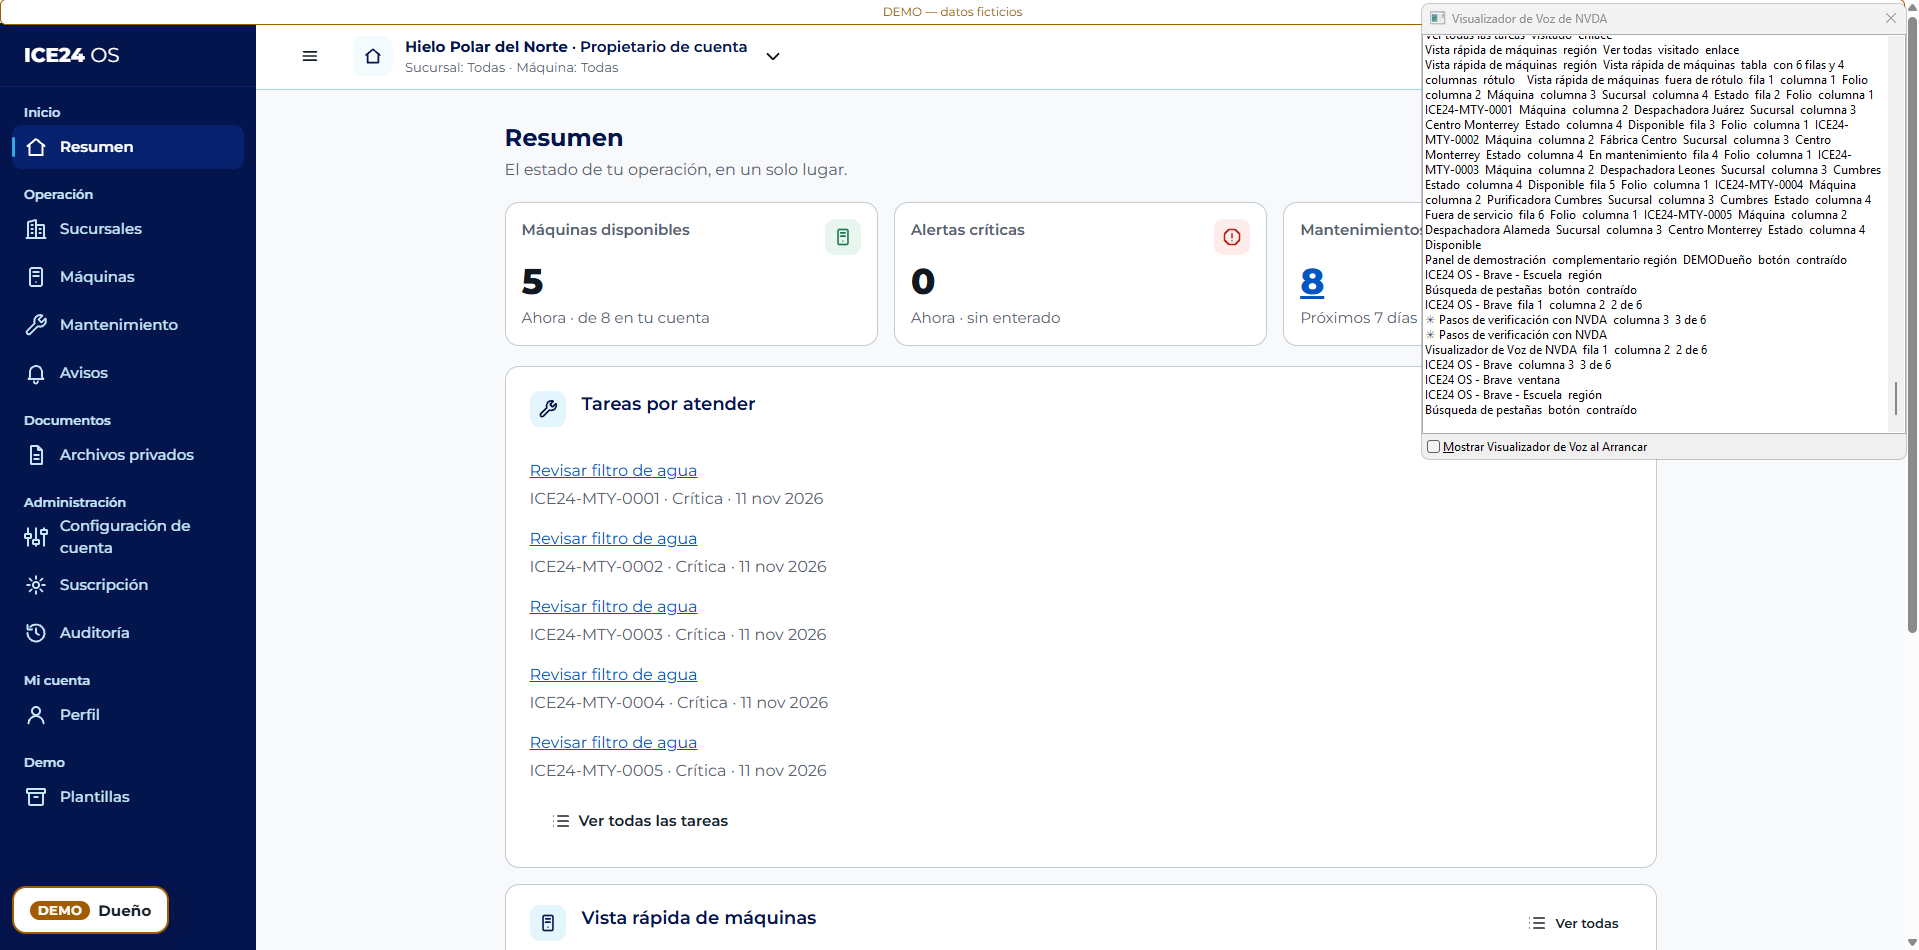 DEMO — datos ficticios
ICE24 OS
Inicio
Resumen
Operación
Sucursales
Máquinas
Mantenimiento
Avisos
Documentos
Archivos privados
Administración
Configuración de
cuenta
Suscripción
Auditoría
Mi cuenta
Perfil
Demo
Plantillas
DEMO Dueño
Hielo Polar del Norte · Propietario de cuenta
Sucursal: Todas · Máquina: Todas
Resumen
El estado de tu operación, en un solo lugar.
Máquinas disponibles
5
Ahora · de 8 en tu cuenta
Alertas críticas
0
Ahora · sin enterado
Mantenimientos
8
Próximos 7 días
Tareas por atender
Revisar filtro de agua
ICE24-MTY-0001 · Crítica · 11 nov 2026
Revisar filtro de agua
ICE24-MTY-0002 · Crítica · 11 nov 2026
Revisar filtro de agua
ICE24-MTY-0003 · Crítica · 11 nov 2026
Revisar filtro de agua
ICE24-MTY-0004 · Crítica · 11 nov 2026
Revisar filtro de agua
ICE24-MTY-0005 · Crítica · 11 nov 2026
Ver todas las tareas
Vista rápida de máquinas
Ver todas
Visualizador de Voz de NVDA
Ver todas las tareas visitado enlace
Vista rápida de máquinas región Ver todas visitado enlace
Vista rápida de máquinas región Vista rápida de máquinas tabla con 6 filas y 4
columnas rótulo Vista rápida de máquinas fuera de rótulo fila 1 columna 1 Folio
columna 2 Máquina columna 3 Sucursal columna 4 Estado fila 2 Folio columna 1
ICE24-MTY-0001 Máquina columna 2 Despachadora Juárez Sucursal columna 3
Centro Monterrey Estado columna 4 Disponible fila 3 Folio columna 1 ICE24-
MTY-0002 Máquina columna 2 Fábrica Centro Sucursal columna 3 Centro
Monterrey Estado columna 4 En mantenimiento fila 4 Folio columna 1 ICE24-
MTY-0003 Máquina columna 2 Despachadora Leones Sucursal columna 3 Cumbres
Estado columna 4 Disponible fila 5 Folio columna 1 ICE24-MTY-0004 Máquina
columna 2 Purificadora Cumbres Sucursal columna 3 Cumbres Estado columna 4
Fuera de servicio fila 6 Folio columna 1 ICE24-MTY-0005 Máquina columna 2
Despachadora Alameda Sucursal columna 3 Centro Monterrey Estado columna 4
Disponible
Panel de demostración complementario región DEMODueño botón contraído
ICE24 OS - Brave - Escuela región
Búsqueda de pestañas botón contraído
ICE24 OS - Brave fila 1 columna 2 2 de 6
✳ Pasos de verificación con NVDA columna 3 3 de 6
✳ Pasos de verificación con NVDA
Visualizador de Voz de NVDA fila 1 columna 2 2 de 6
ICE24 OS - Brave columna 3 3 de 6
ICE24 OS - Brave ventana
ICE24 OS - Brave - Escuela región
Búsqueda de pestañas botón contraído
Mostrar Visualizador de Voz al Arrancar